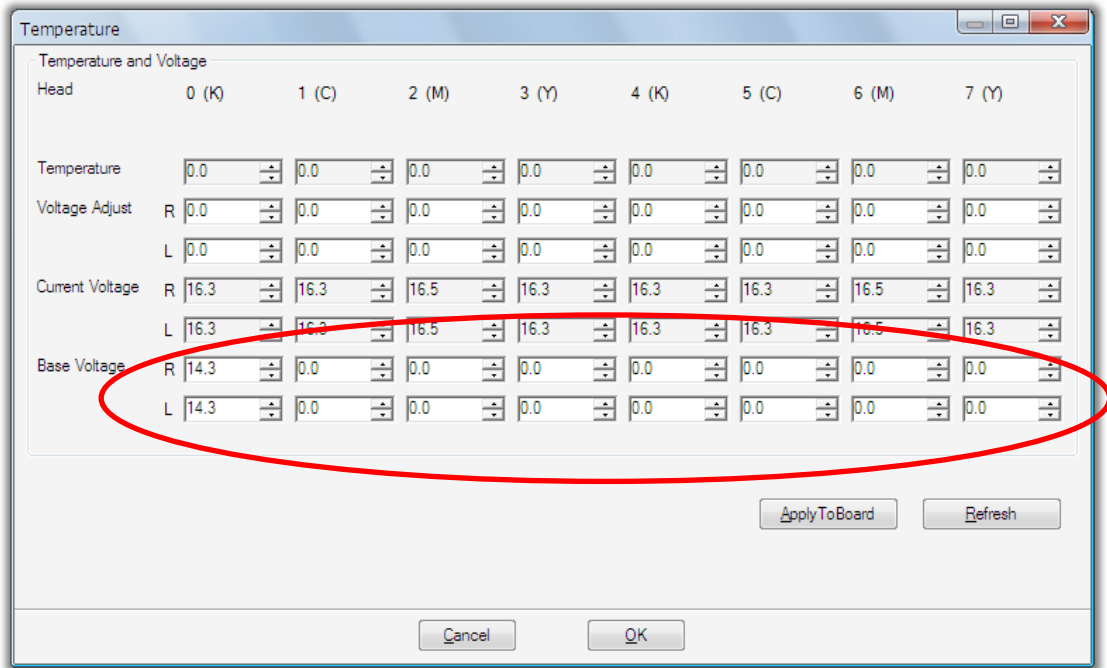 Temperature
Temperature and Voltage
Head 0 (K) 1 (C) 2 (M) 3 (Y) 4 (K) 5 (C) 6 (M) 7 (Y)
Temperature 0.0 0.0 0.0 0.0 0.0 0.0 0.0 0.0
Voltage Adjust R 0.0 0.0 0.0 0.0 0.0 0.0 0.0 0.0
L 0.0 0.0 0.0 0.0 0.0 0.0 0.0 0.0
Current Voltage R 16.3 16.3 16.5 16.3 16.3 16.3 16.5 16.3
L 16.3 16.3 16.5 16.3 16.3 16.3 16.5 16.3
Base Voltage R 14.3 0.0 0.0 0.0 0.0 0.0 0.0 0.0
L 14.3 0.0 0.0 0.0 0.0 0.0 0.0 0.0
ApplyToBoard Refresh
Cancel OK